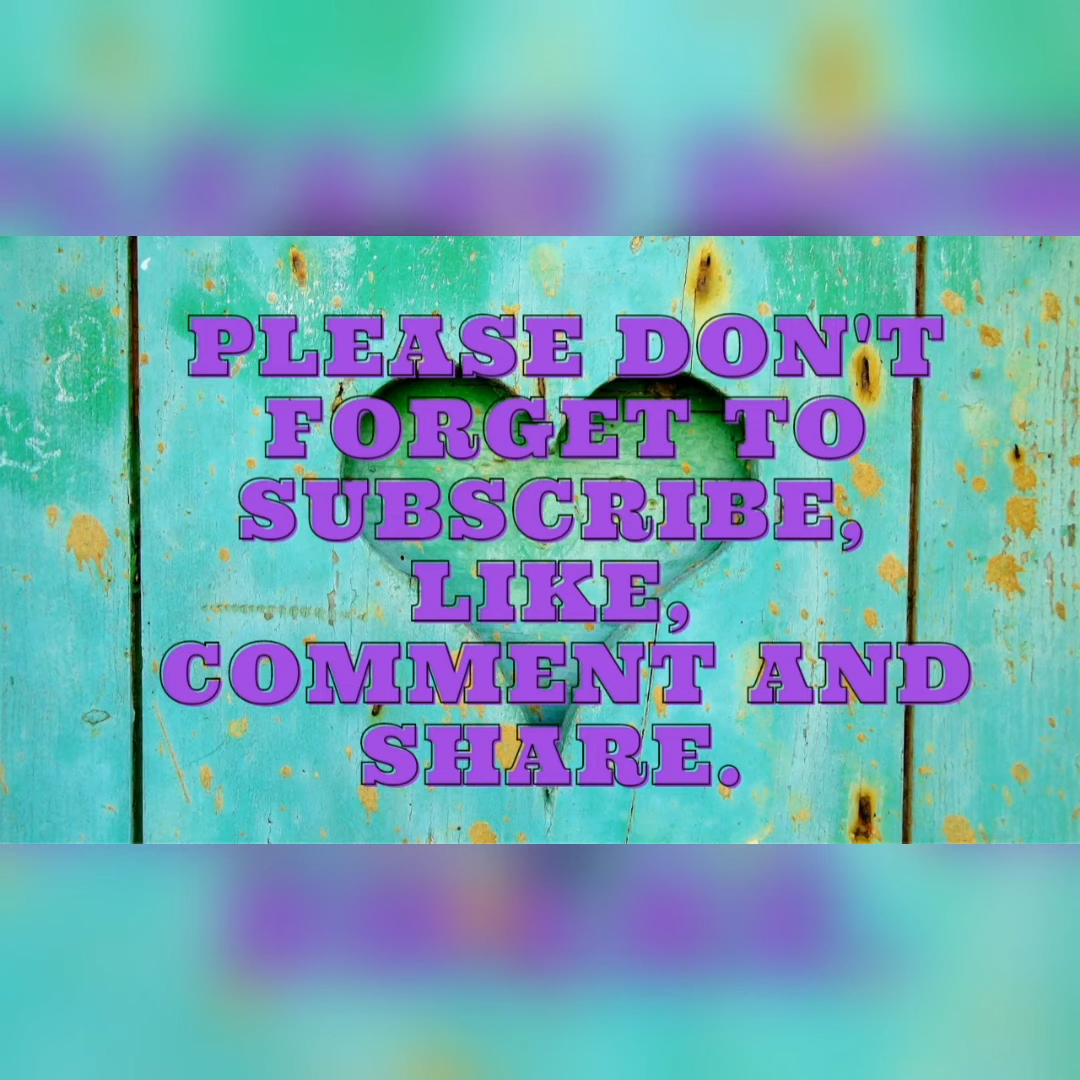 PLEASE DON'T
FORGET TO
SUBSCRIBE,
LIKE,
COMMENT AND
SHARE.